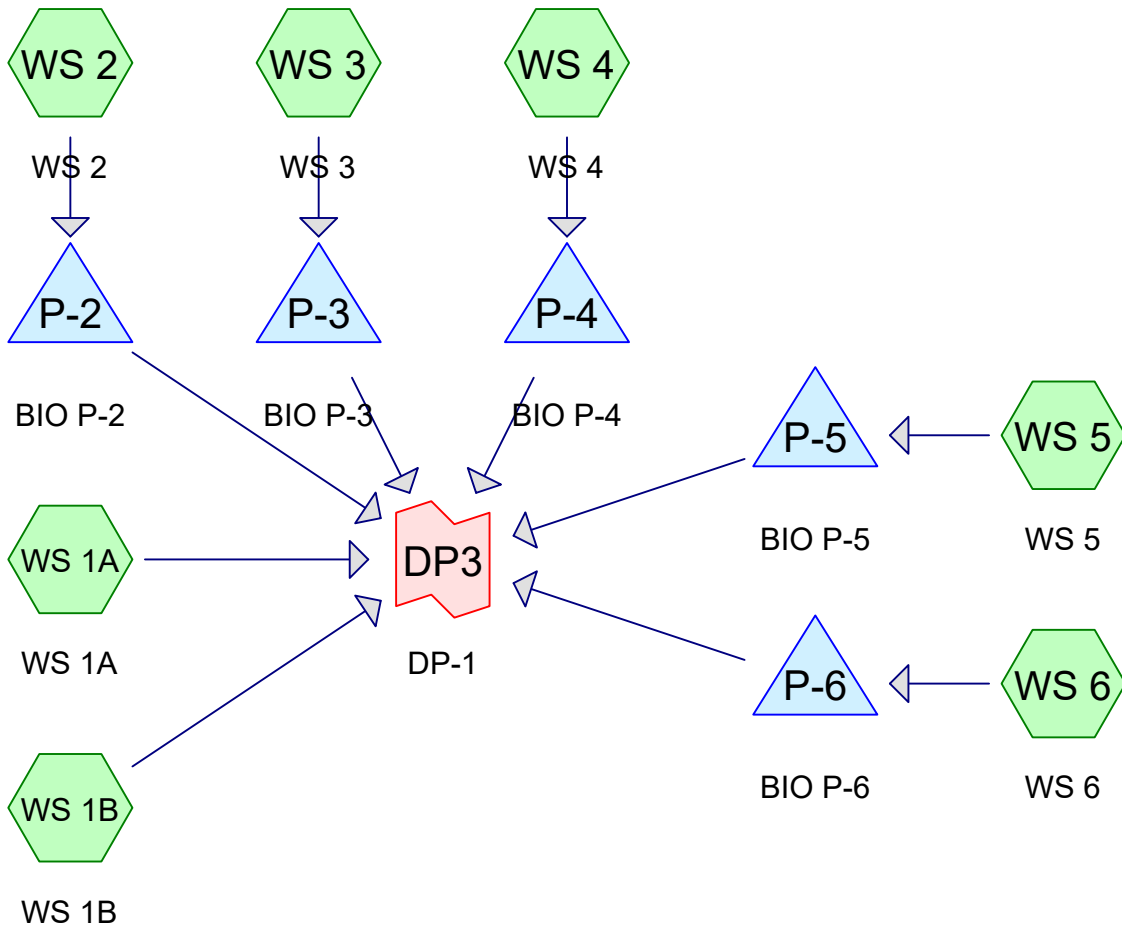 WS 2
WS 3
WS 4
WS 2
WS 3
WS 4
P-2
P-3
P-4
BIO P-2
BIO P-3
BIO P-4
P-5
WS 5
BIO P-5
WS 5
WS 1A
DP3
WS 1A
DP-1
P-6
WS 6
BIO P-6
WS 6
WS 1B
WS 1B